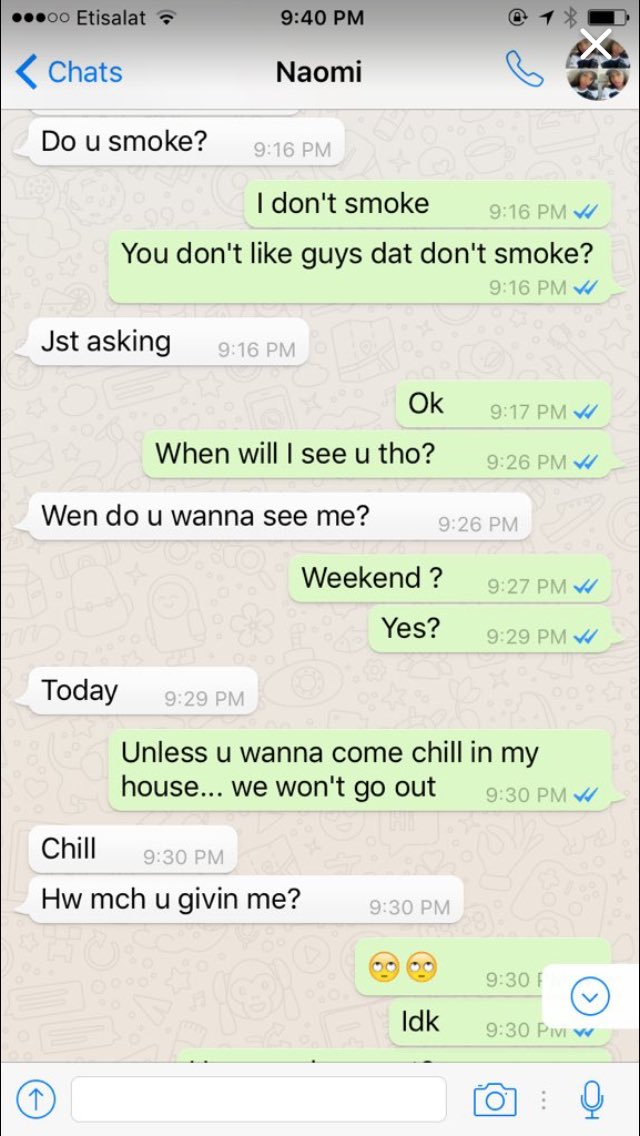 Etisalat 9:40 PM
Chats Naomi
Do u smoke? 9:16 PM
I don't smoke 9:16 PM
You don't like guys dat don't smoke?
9:16 PM
Jst asking 9:16 PM
Ok 9:17 PM
When will I see u tho? 9:26 PM
Wen do u wanna see me? 9:26 PM
Weekend ? 9:27 PM
Yes? 9:29 PM
Today 9:29 PM
Unless u wanna come chill in my
house... we won't go out 9:30 PM
Chill 9:30 PM
Hw mch u givin me? 9:30 PM
🙄🙄 9:30
Idk 9:30 PM